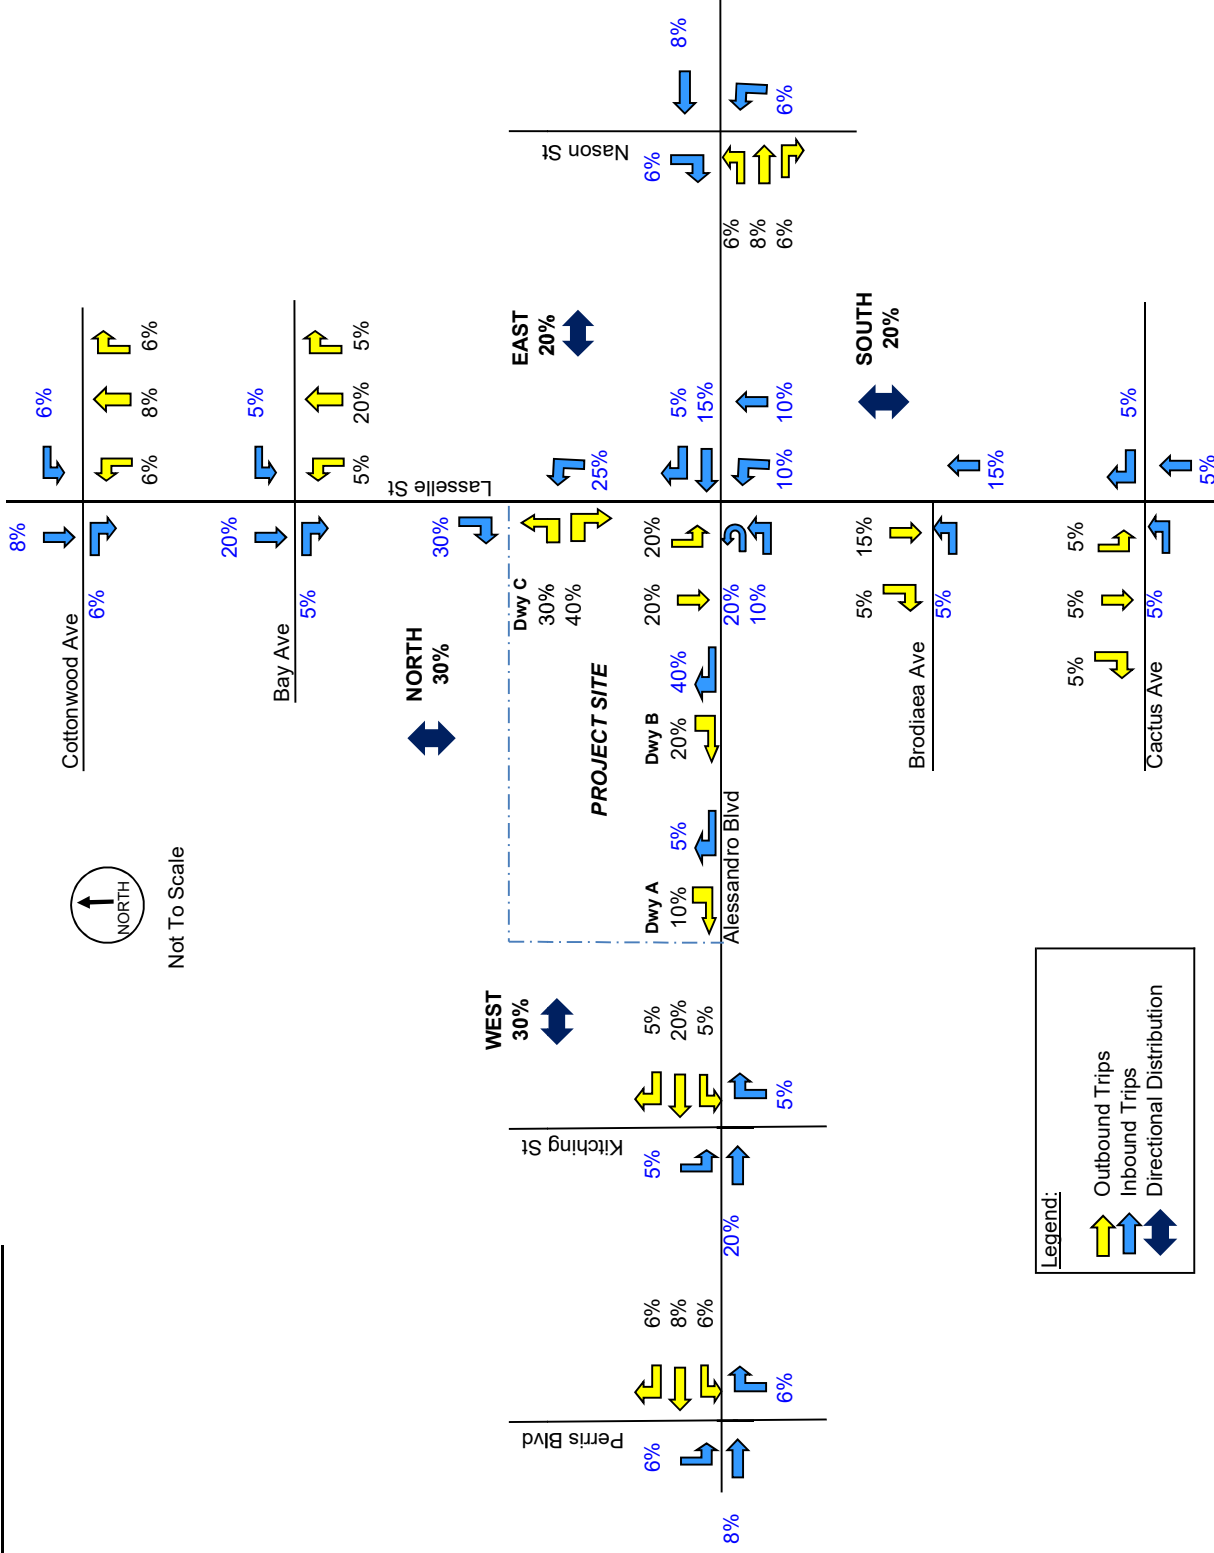 8%
6%
6%
Cottonwood Ave
6%
8%
6%
20%
5%
5%
Bay Ave
5%
20%
5%
NORTH
Not To Scale
NORTH
30%
Lasselle St
30%
25%
Dwy C
30%
40%
EAST
20%
WEST
30%
PROJECT SITE
Nason St
8%
6%
6%
6%
8%
6%
5%
15%
10%
10%
20%
20%
20%
10%
40%
Dwy B
20%
5%
Dwy A
10%
Alessandro Blvd
5%
20%
5%
Kitching St
5%
5%
20%
6%
8%
6%
Perris Blvd
6%
6%
8%
SOUTH
20%
15%
15%
5%
5%
Brodiaea Ave
5%
5%
5%
5%
5%
5%
5%
Cactus Ave
Legend:
Outbound Trips
Inbound Trips
Directional Distribution